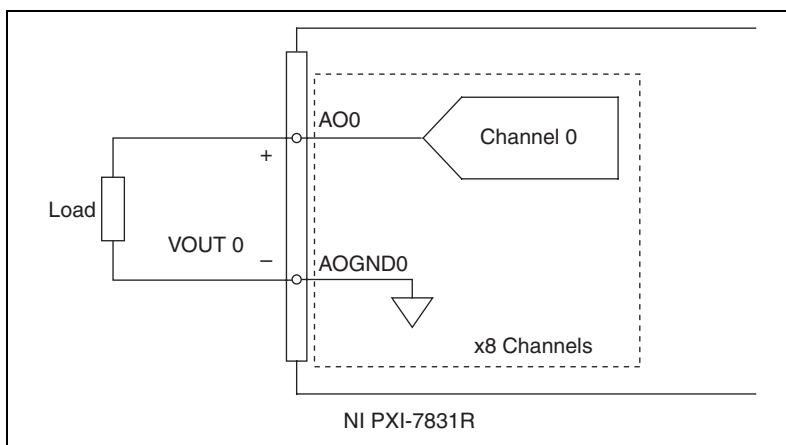 AO0
Channel 0
+
Load
VOUT 0
–
AOGND0
x8 Channels
NI PXI-7831R